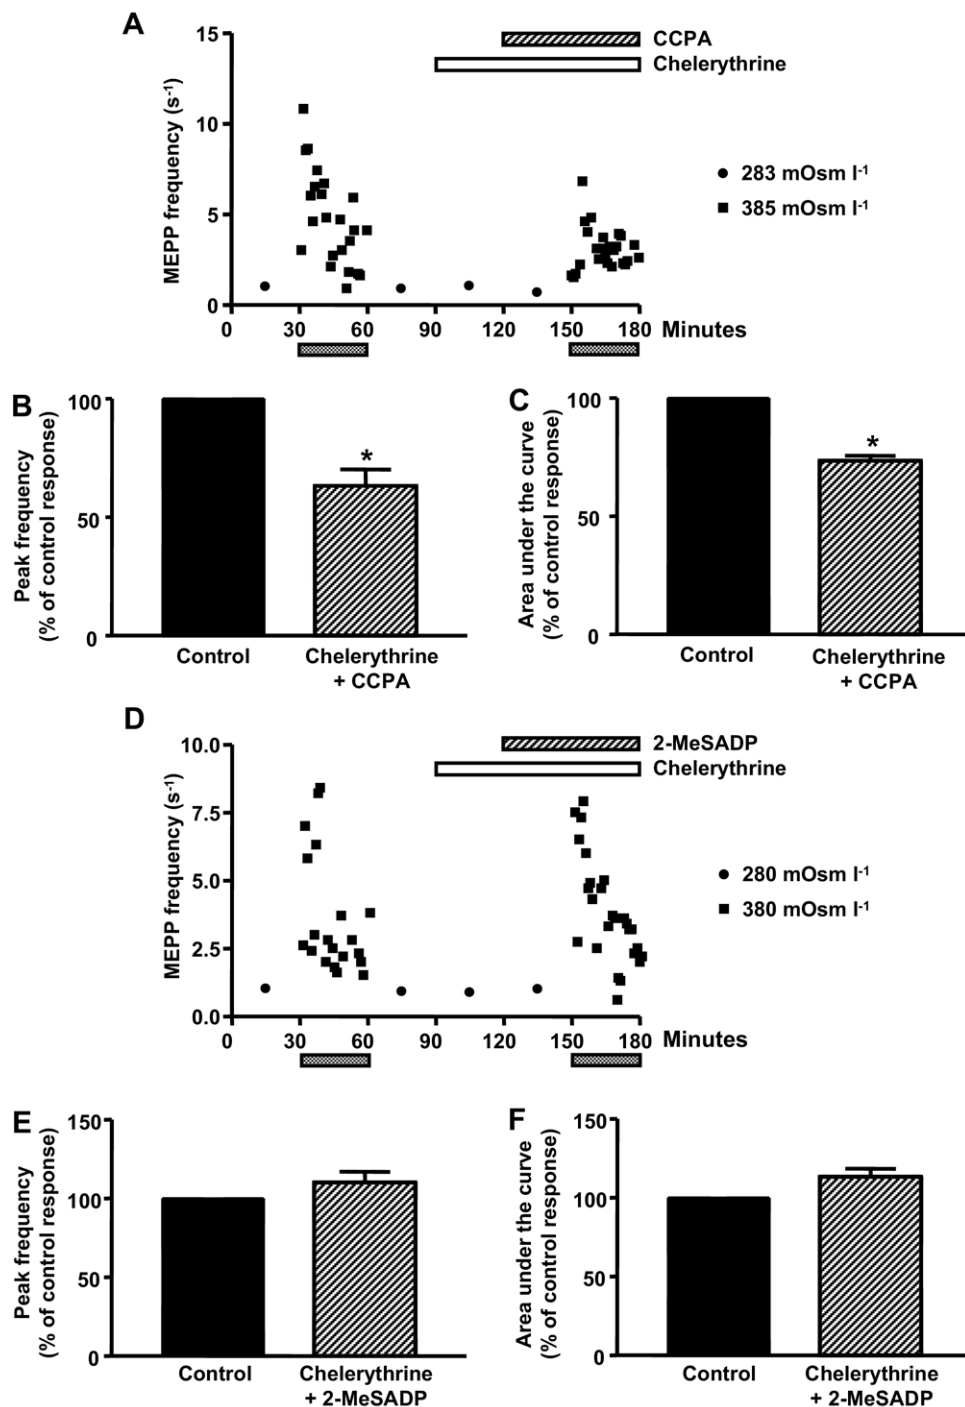 A
CCPA
Chelerythrine
MEPP frequency (s-1)
15
10
5
0
283 mOsm l-1
385 mOsm l-1
0 30 60 90 120 150 180 Minutes
B
Peak frequency
(% of control response)
100
50
0
Control
Chelerythrine
+ CCPA
*
C
Area under the curve
(% of control response)
100
50
0
Control
Chelerythrine
+ CCPA
*
D
2-MeSADP
Chelerythrine
MEPP frequency (s-1)
10.0
7.5
5.0
2.5
0.0
280 mOsm l-1
380 mOsm l-1
0 30 60 90 120 150 180 Minutes
E
Peak frequency
(% of control response)
150
100
50
0
Control
Chelerythrine
+ 2-MeSADP
F
Area under the curve
(% of control response)
150
100
50
0
Control
Chelerythrine
+ 2-MeSADP